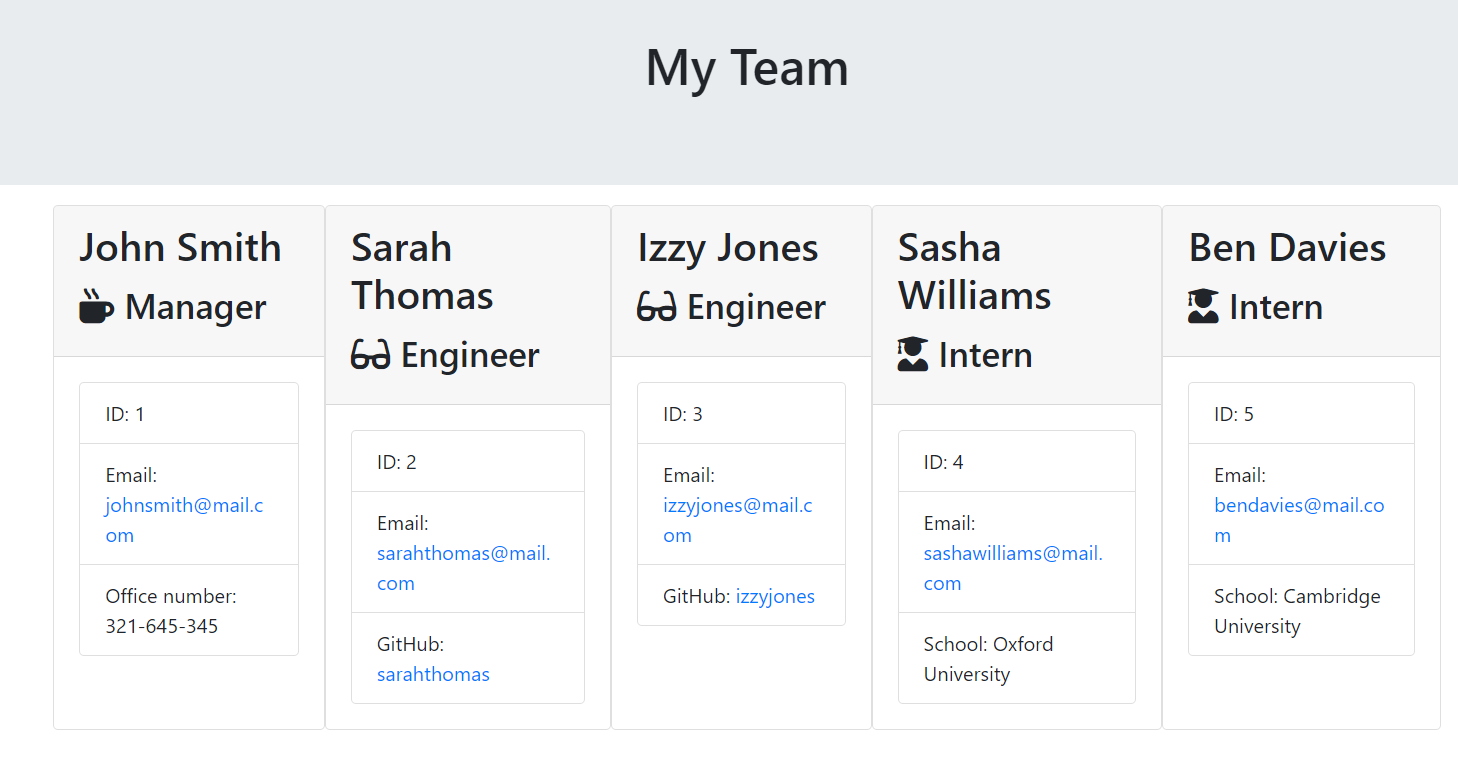 My Team
John Smith
Manager
ID: 1
Email:
johnsmith@mail.c
om
Office number:
321-645-345
Sarah
Thomas
Engineer
ID: 2
Email:
sarahthomas@mail.
com
GitHub:
sarahthomas
Izzy Jones
Engineer
ID: 3
Email:
izzyjones@mail.c
om
GitHub: izzyjones
Sasha
Williams
Intern
ID: 4
Email:
sashawilliams@mail.
com
School: Oxford
University
Ben Davies
Intern
ID: 5
Email:
bendavies@mail.co
m
School: Cambridge
University